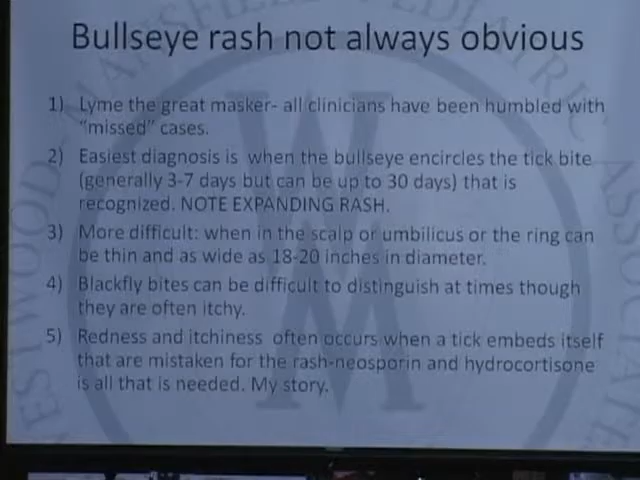 Bullseye rash not always obvious
1) Lyme the great masker- all clinicians have been humbled with
"missed" cases.
2) Easiest diagnosis is when the bullseye encircles the tick bite
(generally 3-7 days but can be up to 30 days) that is
recognized. NOTE EXPANDING RASH.
3) More difficult: when in the scalp or umbilicus or the ring can
be thin and as wide as 18-20 inches in diameter.
4) Blackfly bites can be difficult to distinguish at times though
they are often itchy.
5) Redness and itchiness often occurs when a tick embeds itself
that are mistaken for the rash-neosporin and hydrocortisone
is all that is needed. My story.
WESTWOOD-MANSFIELD PEDIATRIC ASSOCIATES
WM